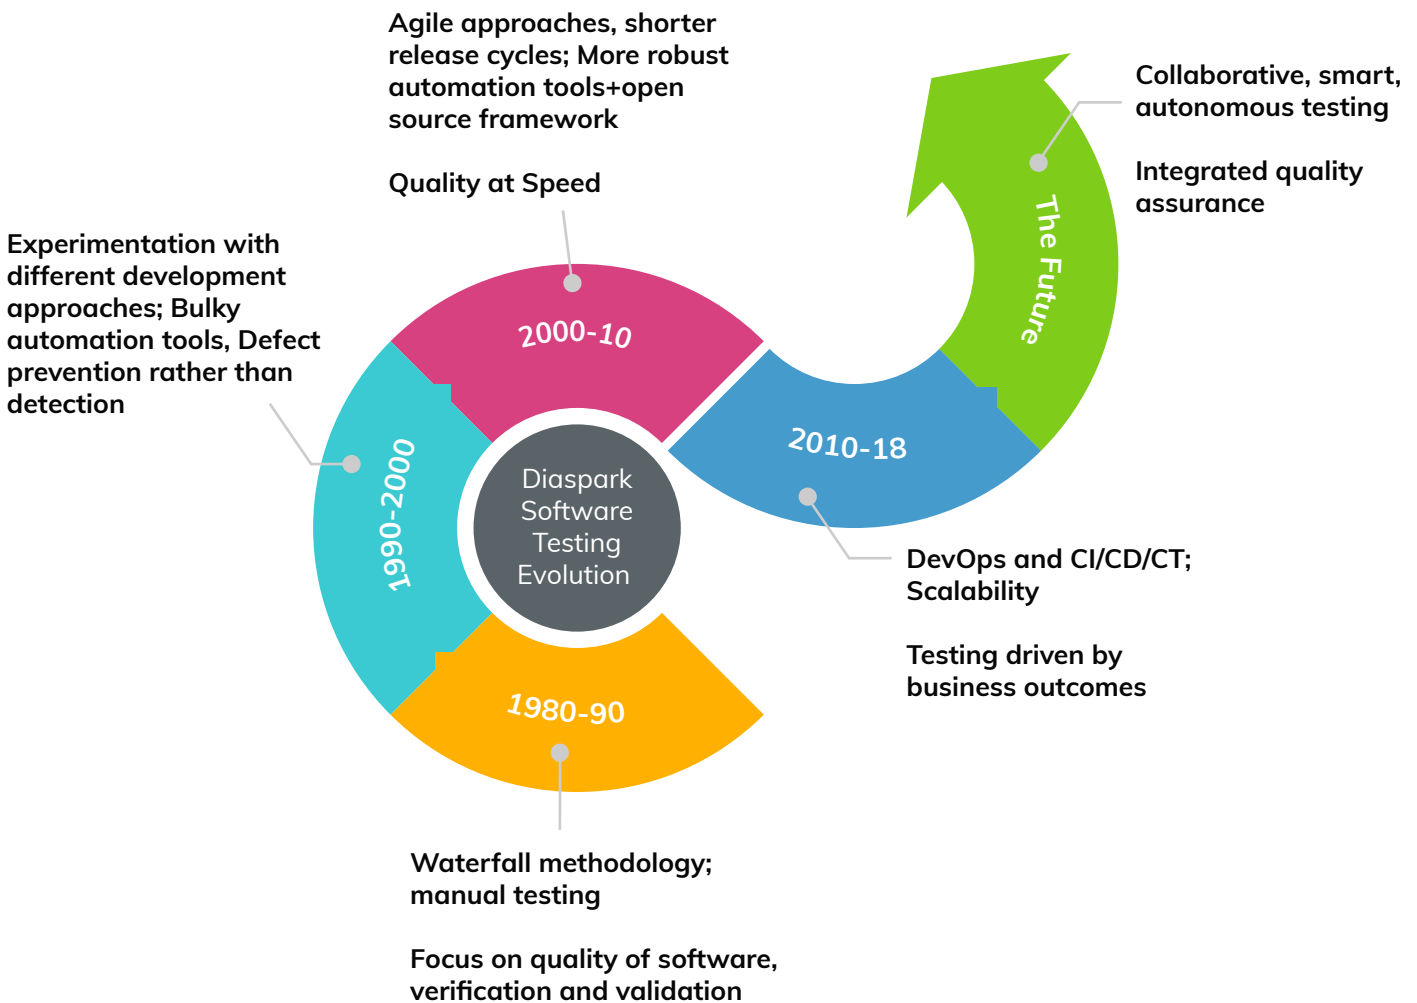 Agile approaches, shorter
release cycles; More robust
automation tools+open
source framework
Quality at Speed
Collaborative, smart,
autonomous testing
Integrated quality
assurance
The Future
Experimentation with
different development
approaches; Bulky
automation tools, Defect
prevention rather than
detection
2000-10
2010-18
1990-2000
Diaspark
Software
Testing
Evolution
DevOps and CI/CD/CT;
Scalability
Testing driven by
business outcomes
1980-90
Waterfall methodology;
manual testing
Focus on quality of software,
verification and validation